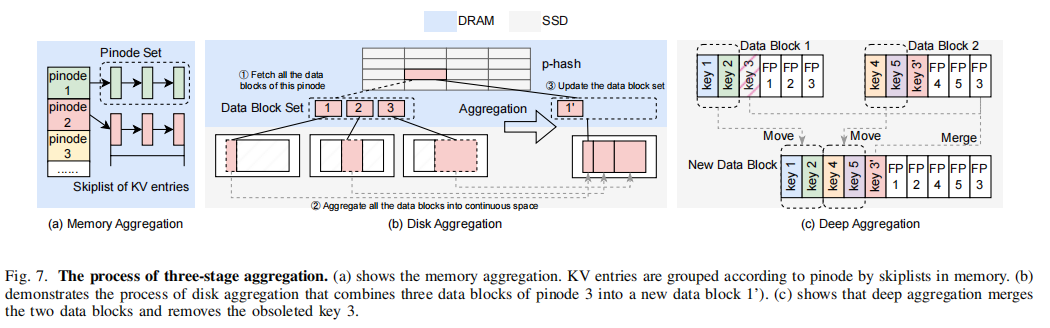 DRAM SSD
Pinode Set
pinode 1
pinode 2
pinode 3
......
Skiplist of KV entries
(a) Memory Aggregation
① Fetch all the data blocks of this pinode
p-hash
③ Update the data block set
Data Block Set 1 2 3
Aggregation
1'
② Aggregate all the data blocks into continuous space
(b) Disk Aggregation
Data Block 1
key 1 key 2 key 3 FP 1 FP 2 FP 3
Data Block 2
key 4 key 5 key 3' FP 4 FP 5 FP 3
Move Move Merge
New Data Block key 1 key 2 key 4 key 5 key 3' FP 1 FP 2 FP 4 FP 5 FP 3
(c) Deep Aggregation
Fig. 7. The process of three-stage aggregation. (a) shows the memory aggregation. KV entries are grouped according to pinode by skiplists in memory. (b)
demonstrates the process of disk aggregation that combines three data blocks of pinode 3 into a new data block 1'). (c) shows that deep aggregation merges
the two data blocks and removes the obsoleted key 3.